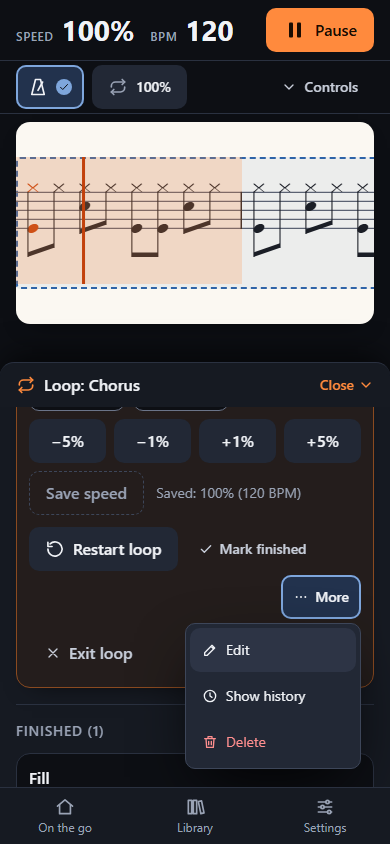 SPEED 100% BPM 120 Pause
100% Controls
Loop: Chorus Close
−5% −1% +1% +5%
Save speed Saved: 100% (120 BPM)
Restart loop Mark finished
··· More
Edit
Exit loop
Show history
FINISHED (1)
Delete
Fill
On the go Library Settings